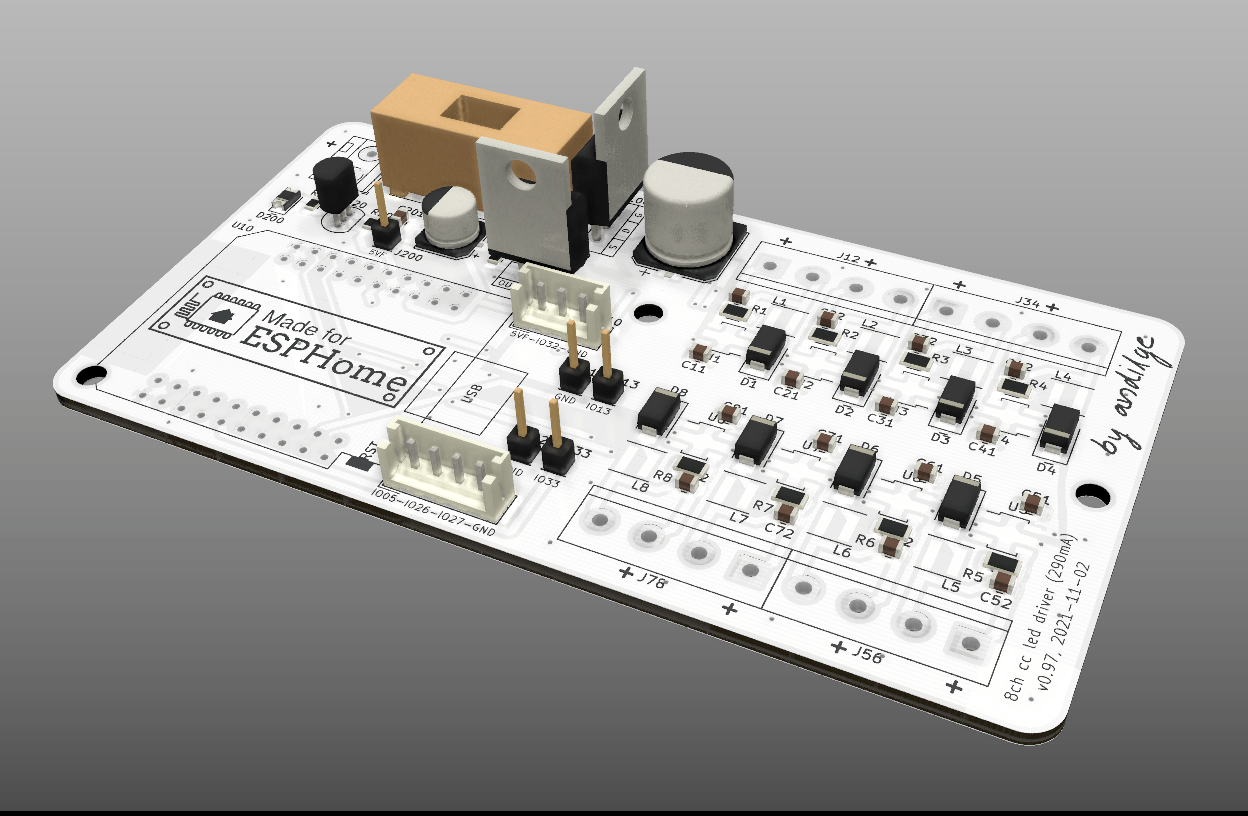 D200
U10
5VF
J200
Made for
ESPHome
USB
RST
5VF-IO32-GND
GND
IO13
IO33
IO05-IO26-IO27-GND
J12
J34
L1
R1
L2
R2
L3
R3
L4
R4
C11
D1
C21
D2
C31
D3
C41
D4
D8
D7
D6
D5
R8
L8
R7
L7
C72
R6
L6
R5
L5
C52
+ J78
+
+ J56
+
by andilge
8ch cc led driver (290mA)
v0.97, 2021-11-02